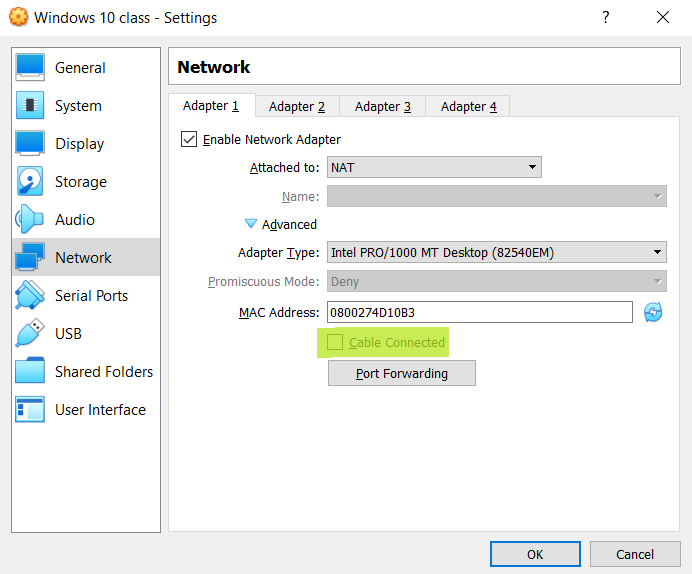 Windows 10 class - Settings
?
General
System
Display
Storage
Audio
Network
Serial Ports
USB
Shared Folders
User Interface
Network
Adapter 1
Adapter 2
Adapter 3
Adapter 4
Enable Network Adapter
Attached to: NAT
Name:
Advanced
Adapter Type: Intel PRO/1000 MT Desktop (82540EM)
Promiscuous Mode: Deny
MAC Address: 0800274D10B3
Cable Connected
Port Forwarding
OK
Cancel